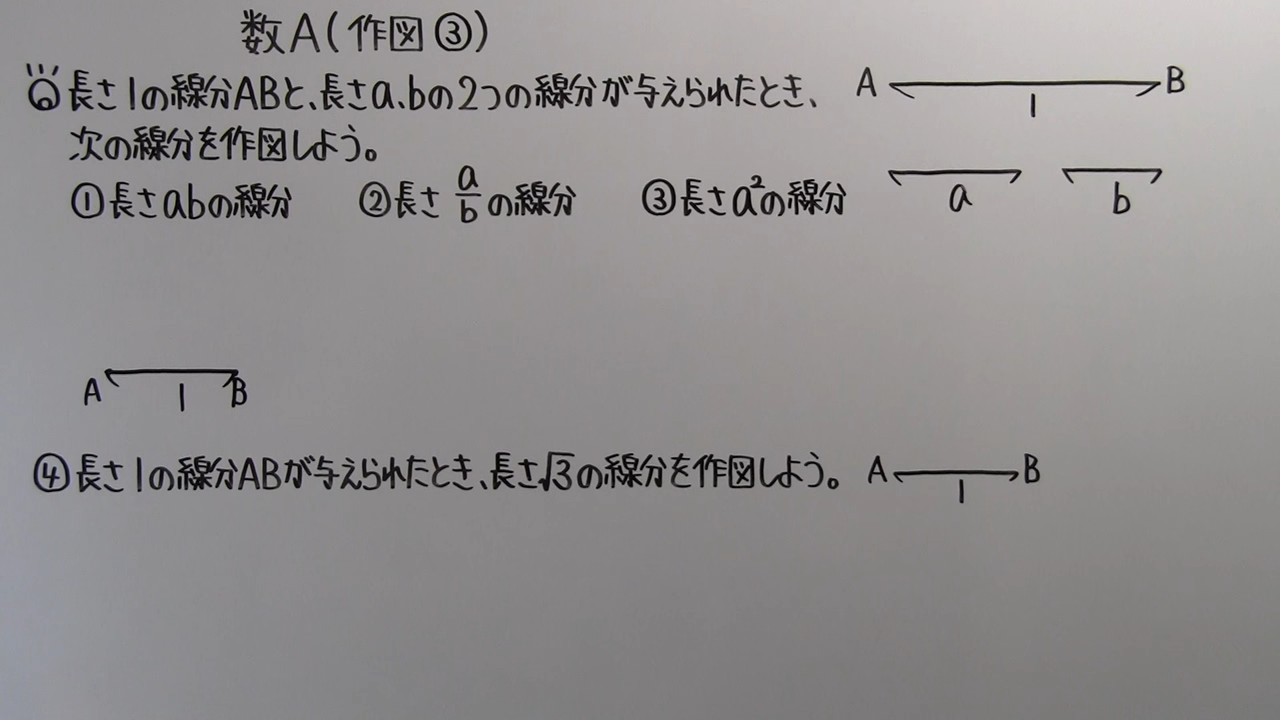 数A(作図③)
長さ1の線分ABと、長さa、bの2つの線分が与えられたとき、
次の線分を作図しよう。
①長さabの線分 ②長さa/bの線分 ③長さa²の線分
A B
1
a b
A B
1
④長さ1の線分ABが与えられたとき、長さ√3の線分を作図しよう。
A B
1